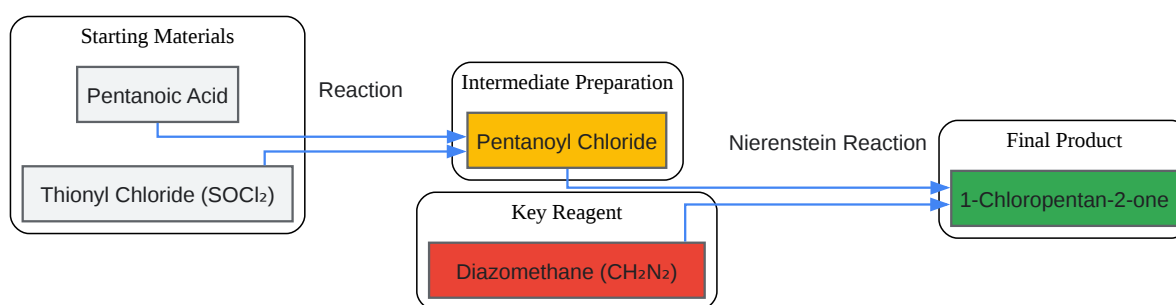 Starting Materials
Pentanoic Acid
Thionyl Chloride (SOCl₂)
Reaction
Intermediate Preparation
Pentanoyl Chloride
Key Reagent
Diazomethane (CH₂N₂)
Nierenstein Reaction
Final Product
1-Chloropentan-2-one